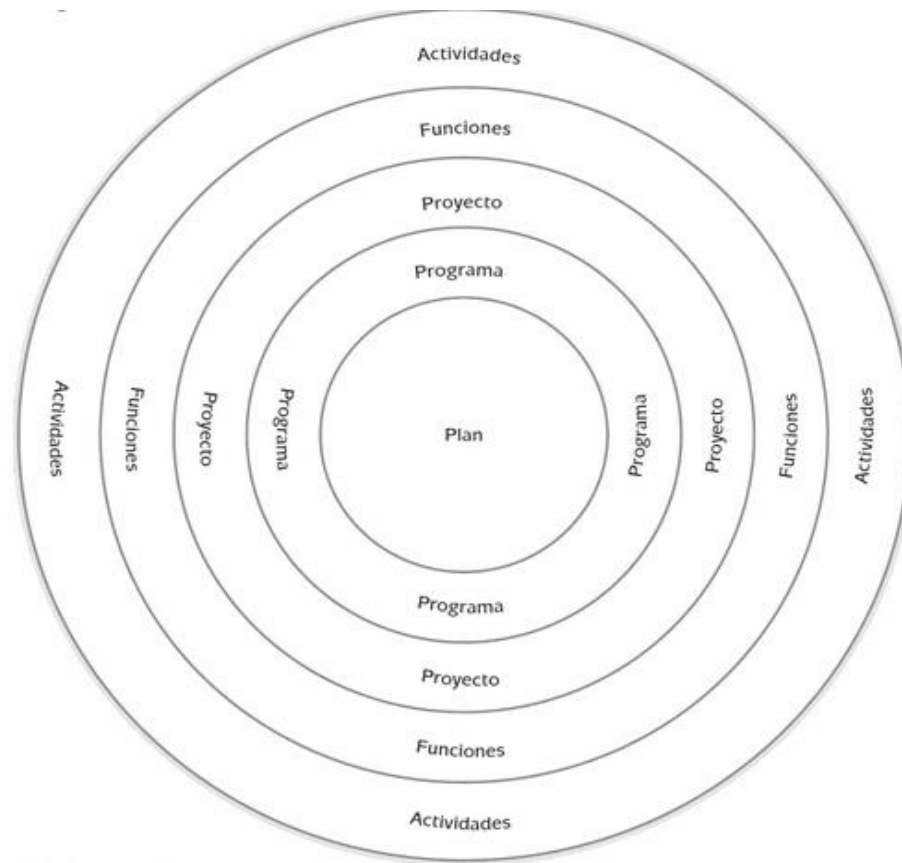 Actividades
Funciones
Proyecto
Programa
Actividades
Funciones
Proyecto
Programa
Plan
Programa
Proyecto
Funciones
Actividades
Programa
Proyecto
Funciones
Actividades